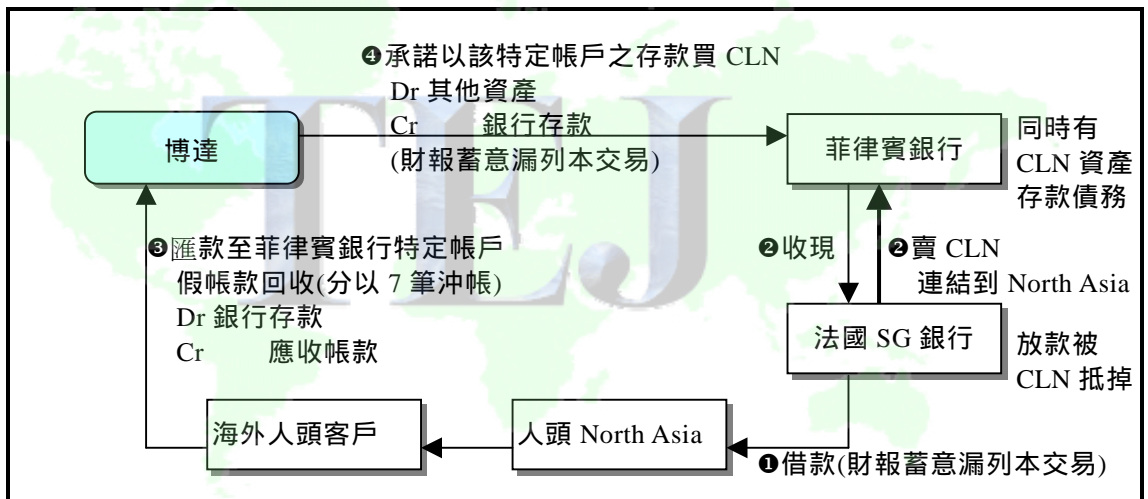 ❹承諾以該特定帳戶之存款買 CLN
Dr 其他資產
Cr 銀行存款
(財報蓄意漏列本交易)
博達
菲律賓銀行
同時有
CLN 資產
存款債務
❸匯款至菲律賓銀行特定帳戶
假帳款回收(分以 7 筆沖帳)
Dr 銀行存款
Cr 應收帳款
❷收現
❷賣 CLN
連結到 North Asia
法國 SG 銀行
放款被
CLN 抵掉
海外人頭客戶
人頭 North Asia
❶借款(財報蓄意漏列本交易)
TEJ